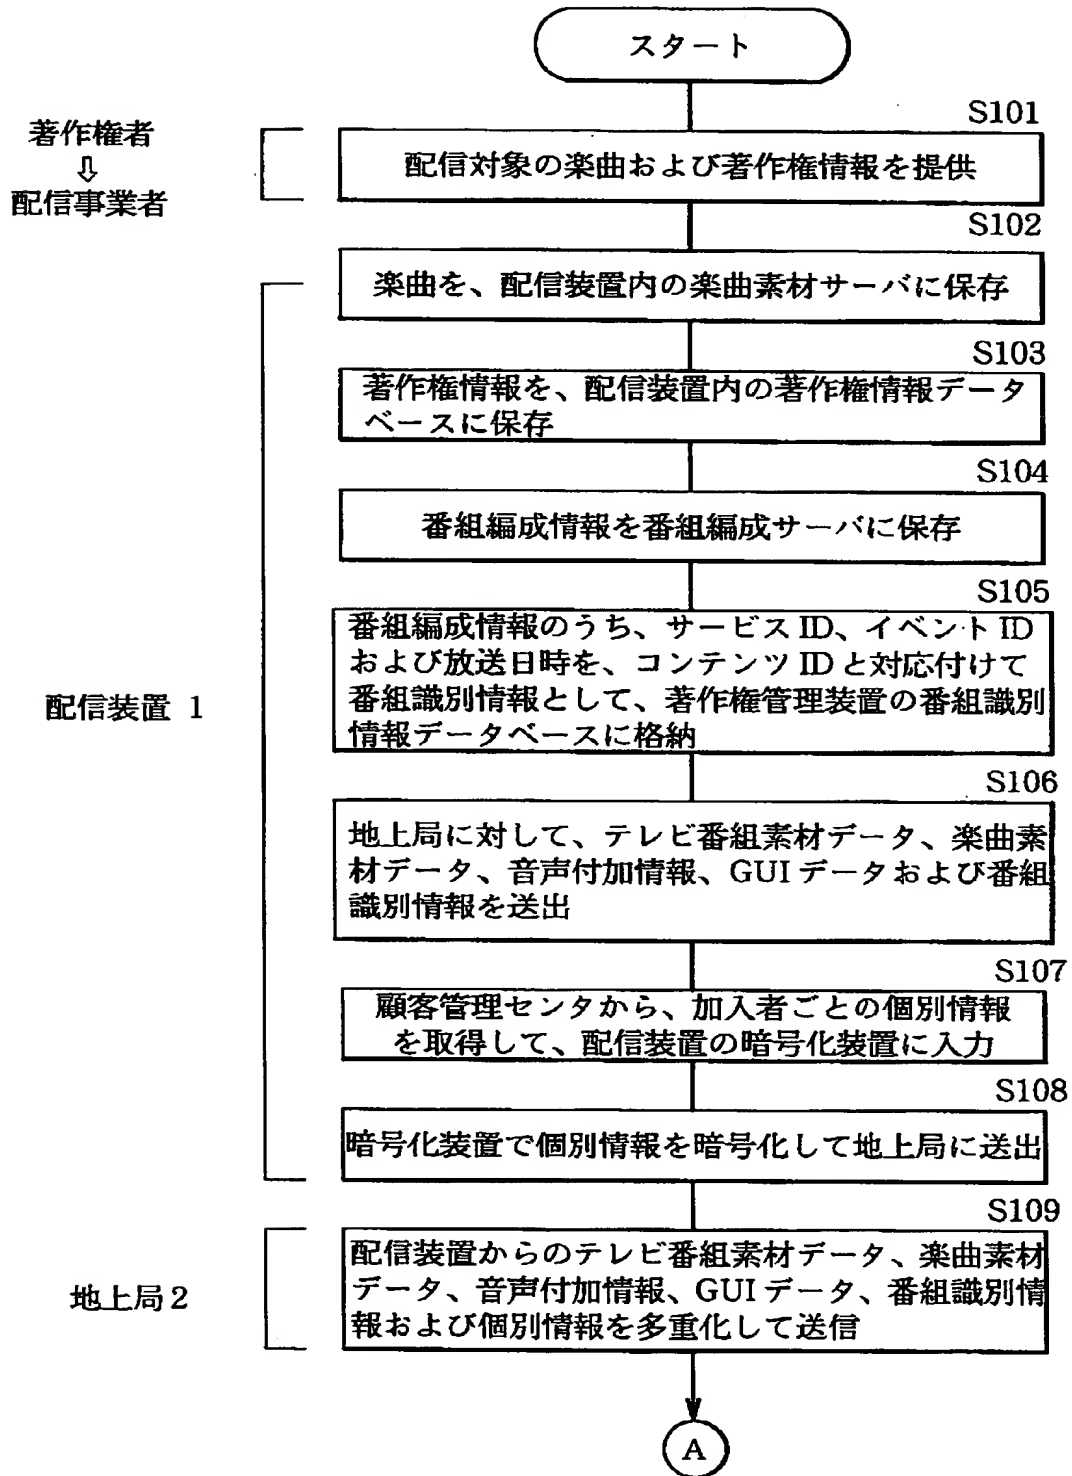 スタート
著作権者
⇩
配信事業者
S101
配信対象の楽曲および著作権情報を提供
S102
楽曲を、配信装置内の楽曲素材サーバに保存
S103
著作権情報を、配信装置内の著作権情報データ
ベースに保存
S104
番組編成情報を番組編成サーバに保存
S105
番組編成情報のうち、サービス ID、イベント ID
および放送日時を、コンテンツ ID と対応付けて
番組識別情報として、著作権管理装置の番組識別
情報データベースに格納
配信装置 1
S106
地上局に対して、テレビ番組素材データ、楽曲素
材データ、音声付加情報、GUI データおよび番組
識別情報を送出
S107
顧客管理センタから、加入者ごとの個別情報
を取得して、配信装置の暗号化装置に入力
S108
暗号化装置で個別情報を暗号化して地上局に送出
S109
配信装置からのテレビ番組素材データ、楽曲素材
データ、音声付加情報、GUI データ、番組識別情
報および個別情報を多重化して送信
地上局 2
A